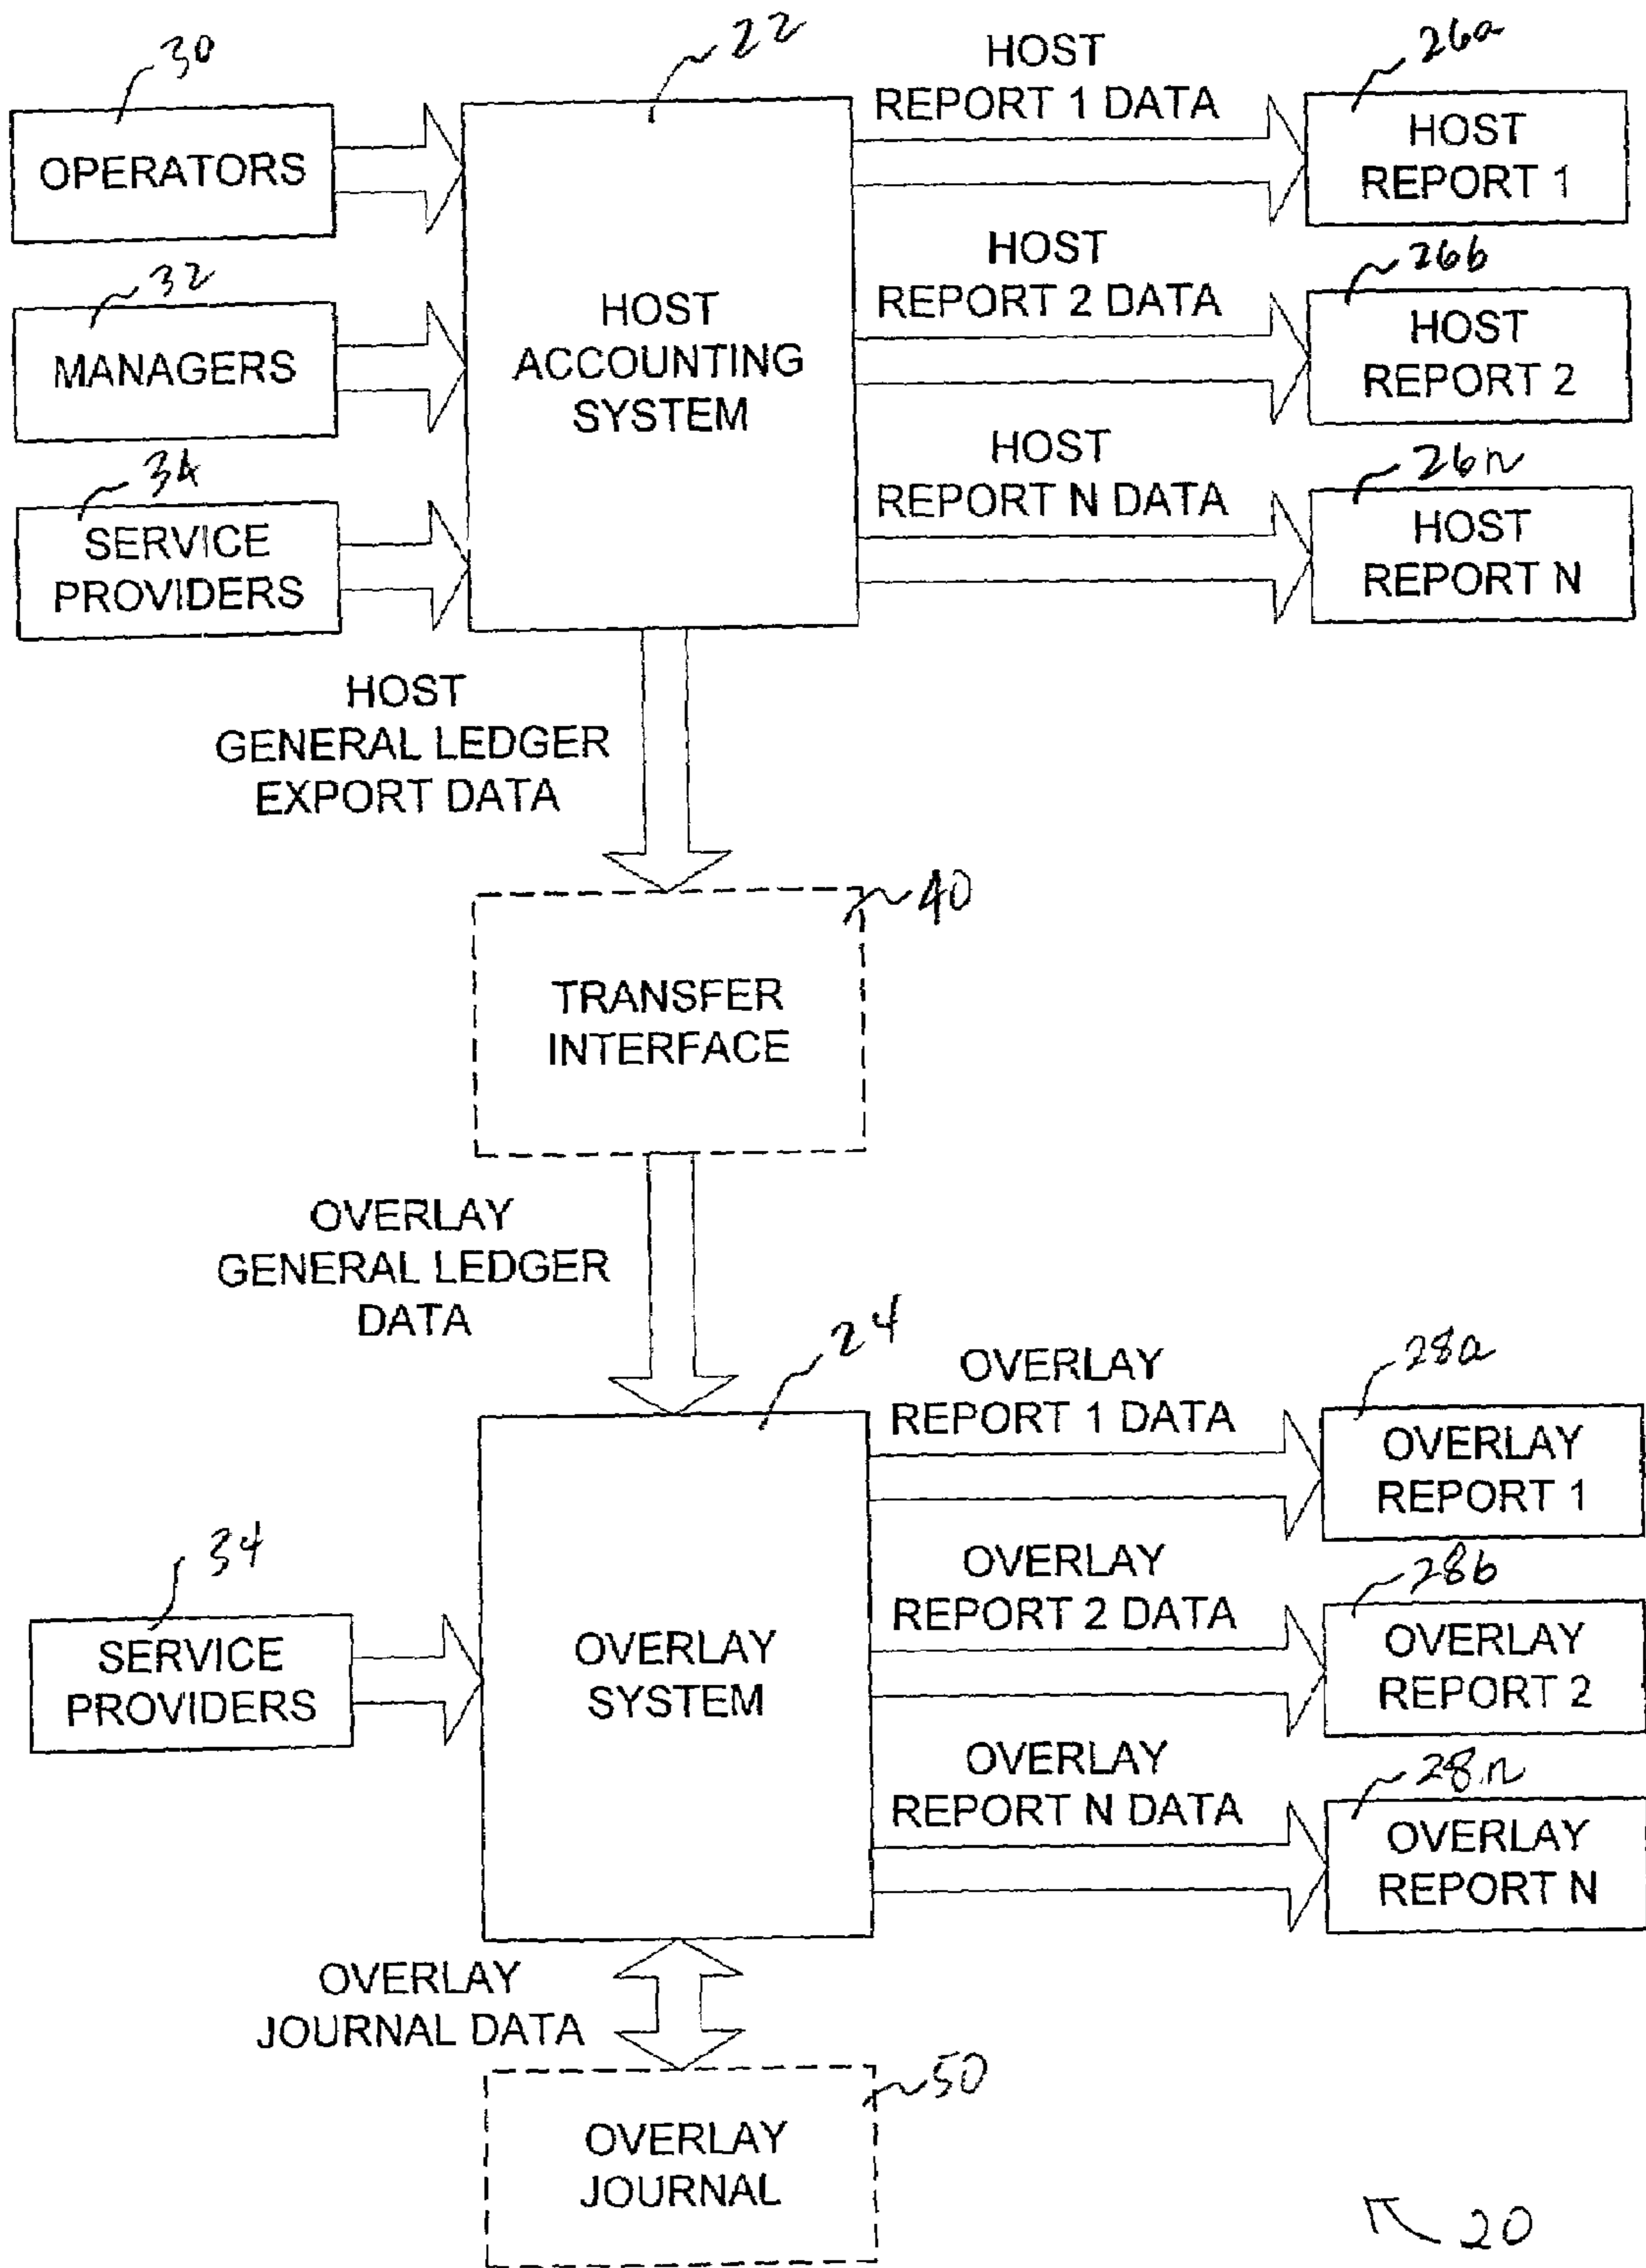 30
22
HOST
REPORT 1 DATA
26a
OPERATORS
HOST
REPORT 1
32
MANAGERS
HOST
ACCOUNTING
SYSTEM
HOST
REPORT 2 DATA
26b
HOST
REPORT 2
34
SERVICE
PROVIDERS
HOST
REPORT N DATA
26n
HOST
REPORT N
HOST
GENERAL LEDGER
EXPORT DATA
40
TRANSFER
INTERFACE
OVERLAY
GENERAL LEDGER
DATA
24
OVERLAY
REPORT 1 DATA
28a
OVERLAY
REPORT 1
34
SERVICE
PROVIDERS
OVERLAY
SYSTEM
OVERLAY
REPORT 2 DATA
28b
OVERLAY
REPORT 2
OVERLAY
REPORT N DATA
28n
OVERLAY
REPORT N
OVERLAY
JOURNAL DATA
50
OVERLAY
JOURNAL
20